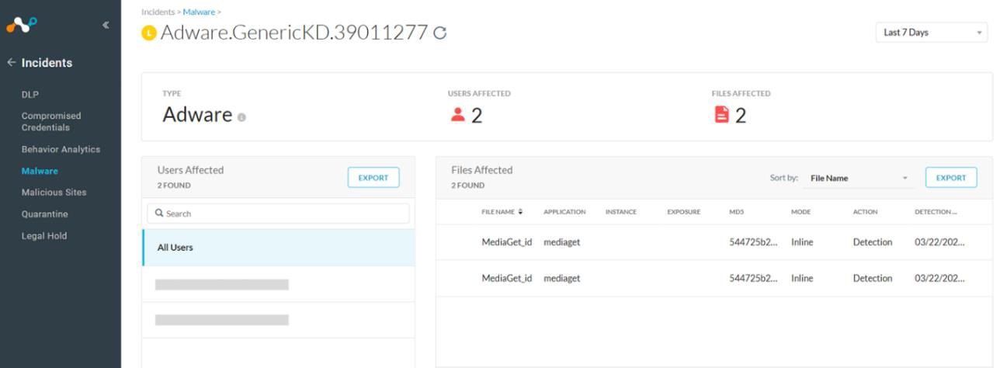 Incidents > Malware >
L Adware.GenericKD.39011277
Last 7 Days
Incidents
DLP
Compromised
Credentials
Behavior Analytics
Malware
Malicious Sites
Quarantine
Legal Hold
TYPE USERS AFFECTED FILES AFFECTED
Adware 2 2
Users Affected
2 FOUND
EXPORT
Search
All Users
Files Affected
2 FOUND
Sort by: File Name EXPORT
FILE NAME APPLICATION INSTANCE EXPOSURE MD5 MODE ACTION DETECTION ...
MediaGet_id mediaget 544725b2... Inline Detection 03/22/202...
MediaGet_id mediaget 544725b2... Inline Detection 03/22/202...